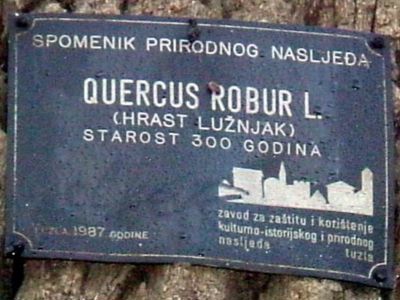 SPOMENIK PRIRODNOG NASLJEĐA
QUERCUS ROBUR L.
(HRAST LUŽNJAK)
STAROST 300 GODINA
TUZLA, 1987 GODINE
zavod za zaštitu i korištenje
kulturno-istorijskog i prirodnog
nasljeđa
tuzla